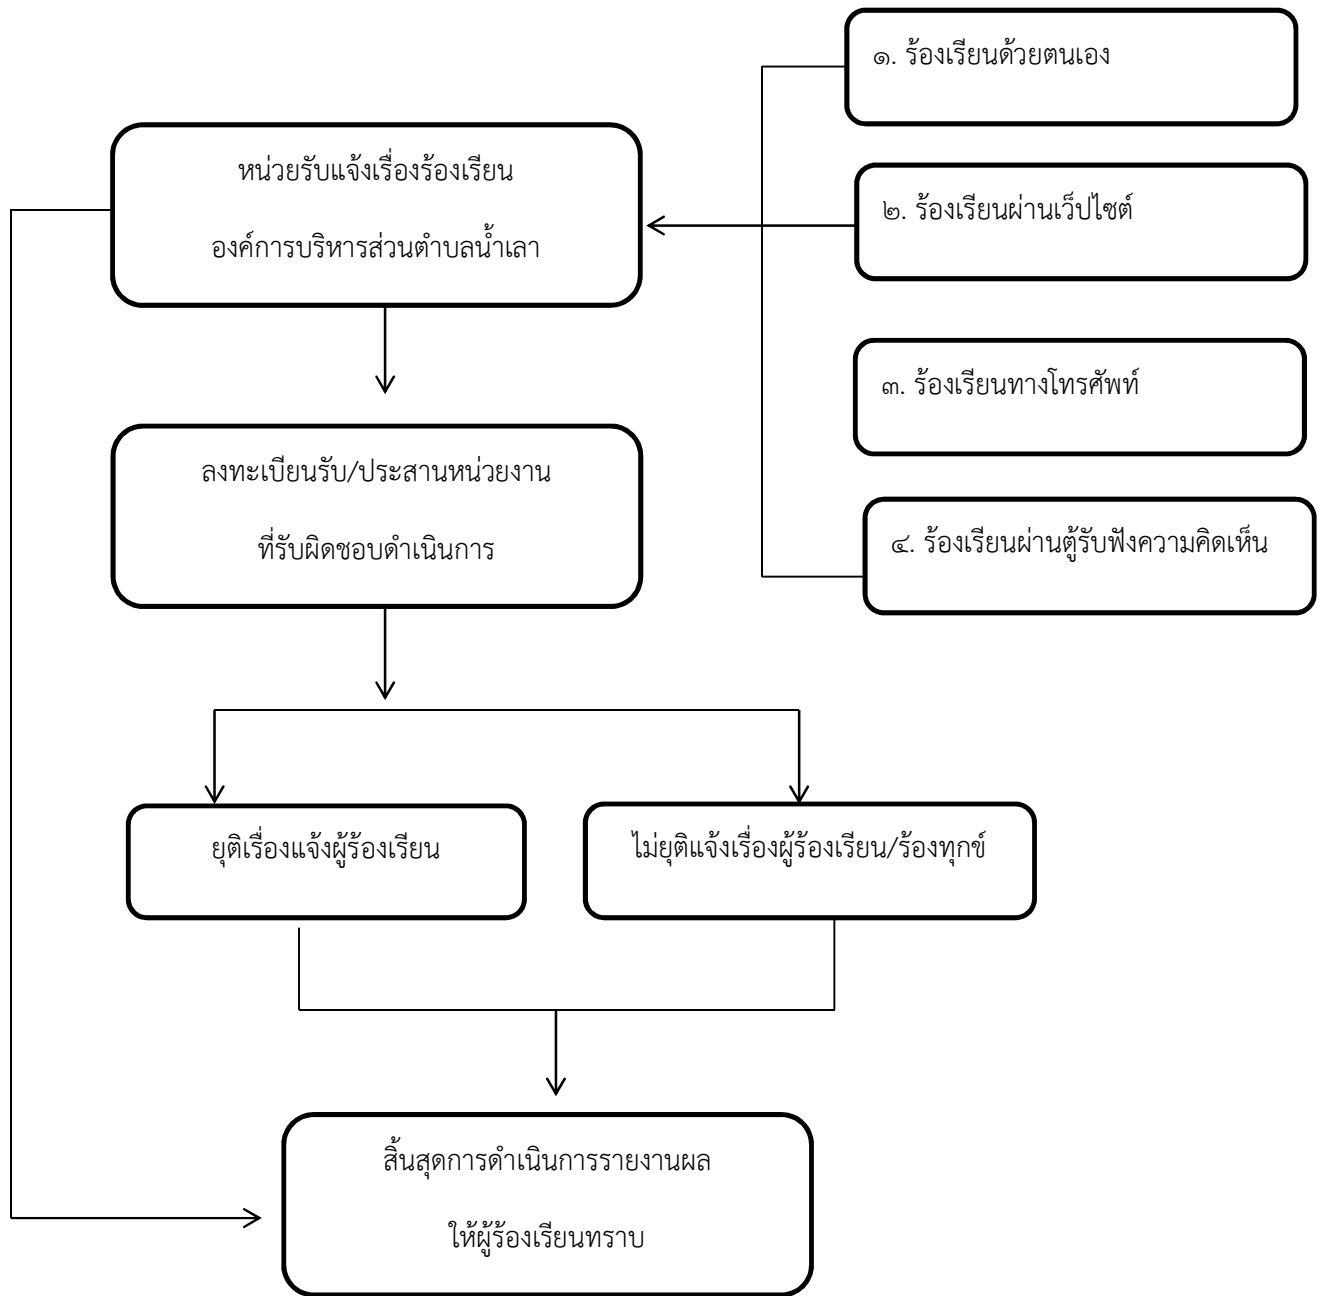 ๑. ร้องเรียนด้วยตนเอง
หน่วยรับแจ้งเรื่องร้องเรียน
องค์การบริหารส่วนตำบลน้ำเลา
๒. ร้องเรียนผ่านเว็ปไซต์
๓. ร้องเรียนทางโทรศัพท์
ลงทะเบียนรับ/ประสานหน่วยงาน
ที่รับผิดชอบดำเนินการ
๔. ร้องเรียนผ่านตู้รับฟังความคิดเห็น
ยุติเรื่องแจ้งผู้ร้องเรียน
ไม่ยุติแจ้งเรื่องผู้ร้องเรียน/ร้องทุกข์
สิ้นสุดการดำเนินการรายงานผล
ให้ผู้ร้องเรียนทราบ